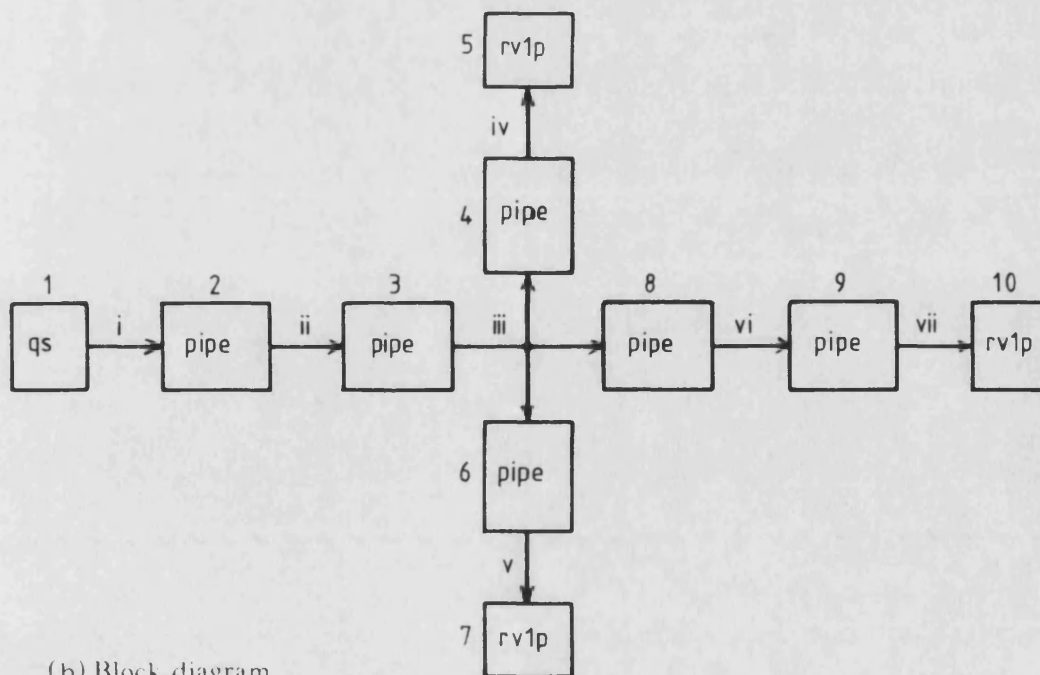 5 rv1p
iv
4 pipe
1 2 3 8 9 10
qs i pipe ii pipe iii pipe vi pipe vii rv1p
6 pipe
v
7 rv1p
(b) Block diagram